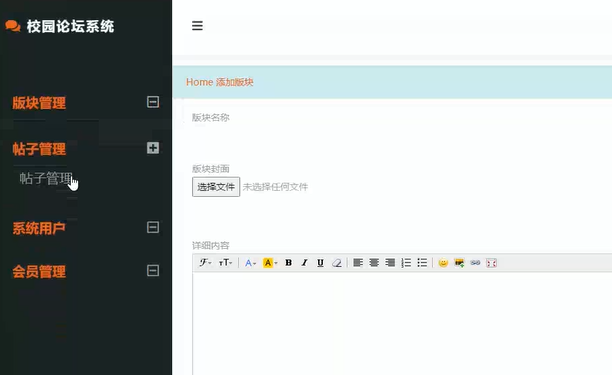 校园论坛系统
版块管理
帖子管理
帖子管理
系统用户
会员管理
Home 添加版块
版块名称
版块封面
选择文件 未选择任何文件
详细内容